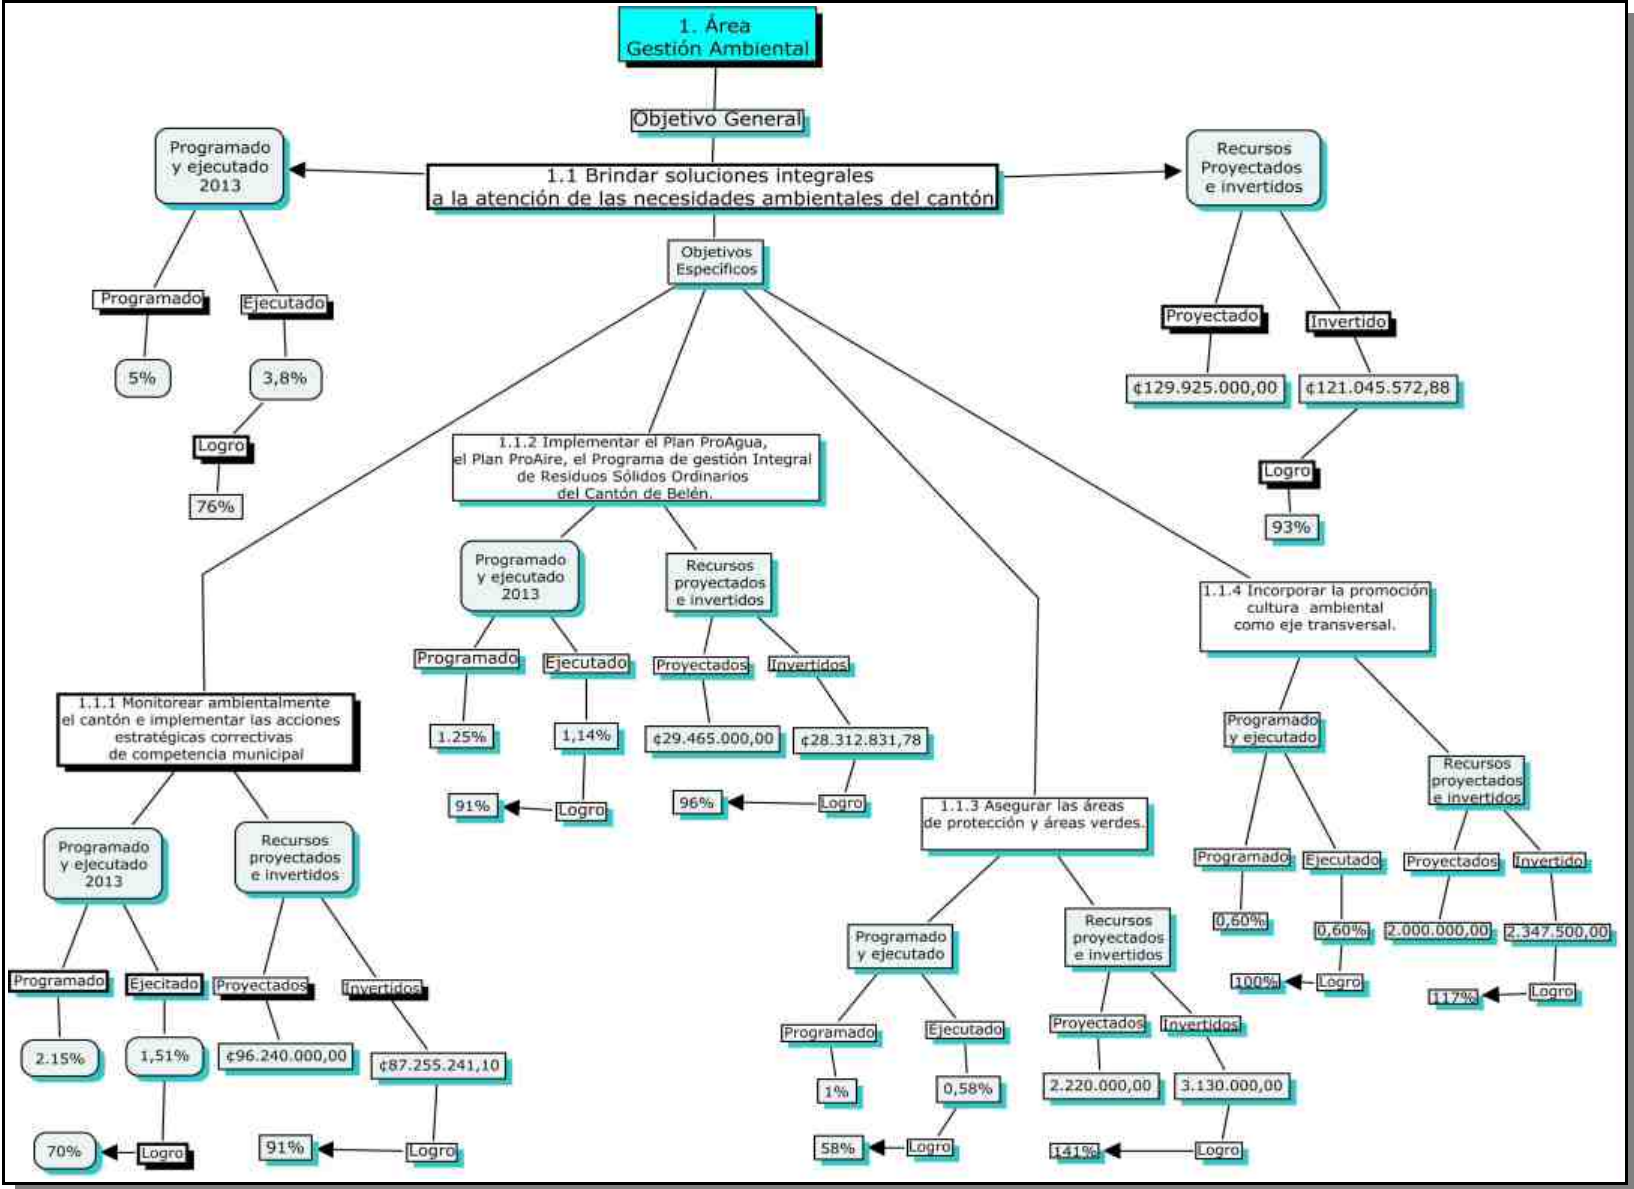 1. Área
Gestión Ambiental
Objetivo General
1.1 Brindar soluciones integrales
a la atención de las necesidades ambientales del cantón
Programado
y ejecutado
2013
Programado
5%
Ejecutado
3,8%
Logro
76%
Recursos
Proyectados
e invertidos
Proyectado
¢129.925.000,00
Invertido
¢121.045.572,88
Logro
93%
Objetivos
Específicos
1.1.1 Monitorear ambientalmente
el cantón e implementar las acciones
estratégicas correctivas
de competencia municipal
Programado
y ejecutado
2013
Programado
2.15%
Ejecitado
1,51%
Logro
70%
Recursos
proyectados
e invertidos
Proyectados
¢96.240.000,00
Invertidos
¢87.255.241,10
Logro
91%
1.1.2 Implementar el Plan ProAgua,
el Plan ProAire, el Programa de gestión Integral
de Residuos Sólidos Ordinarios
del Cantón de Belén.
Programado
y ejecutado
2013
Programado
1.25%
Ejecutado
1,14%
Logro
91%
Recursos
proyectados
e invertidos
Proyectados
¢29.465.000,00
Invertidos
¢28.312.831,78
Logro
96%
1.1.3 Asegurar las áreas
de protección y áreas verdes.
Programado
y ejecutado
Programado
1%
Ejecutado
0,58%
Logro
58%
Recursos
proyectados
e invertidos
Proyectados
2.220.000,00
Invertidos
3.130.000,00
Logro
141%
1.1.4 Incorporar la promoción
cultura ambiental
como eje transversal.
Programado
y ejecutado
Programado
0,60%
Ejecutado
0,60%
Logro
100%
Recursos
proyectados
e invertidos
Proyectados
2.000.000,00
Invertido
2.347.500,00
Logro
117%